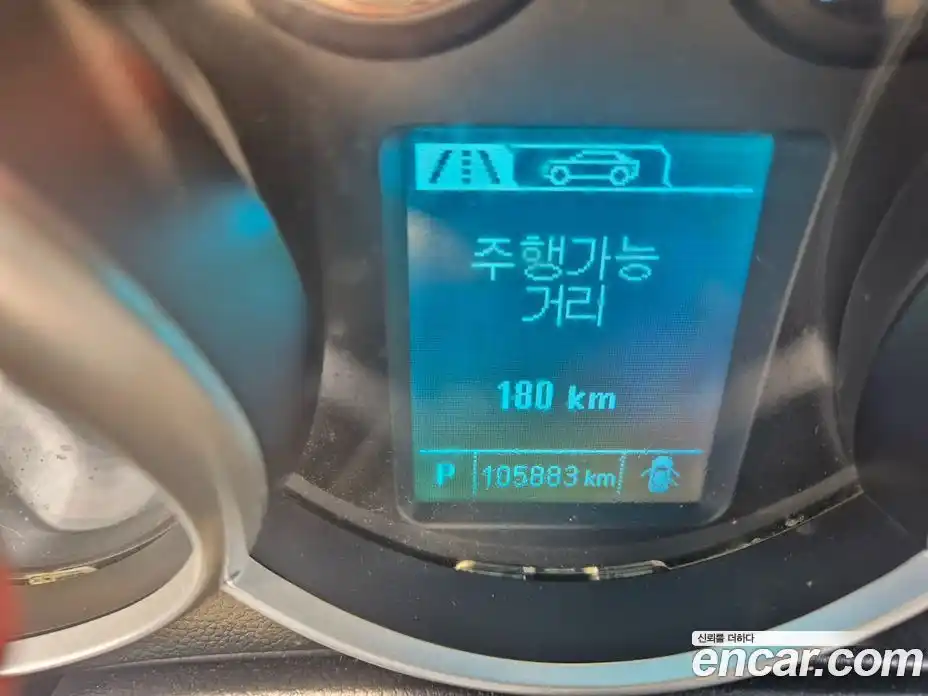 주행가능
거리
180 km
P 105883 km
신뢰를 더하다
encar.com